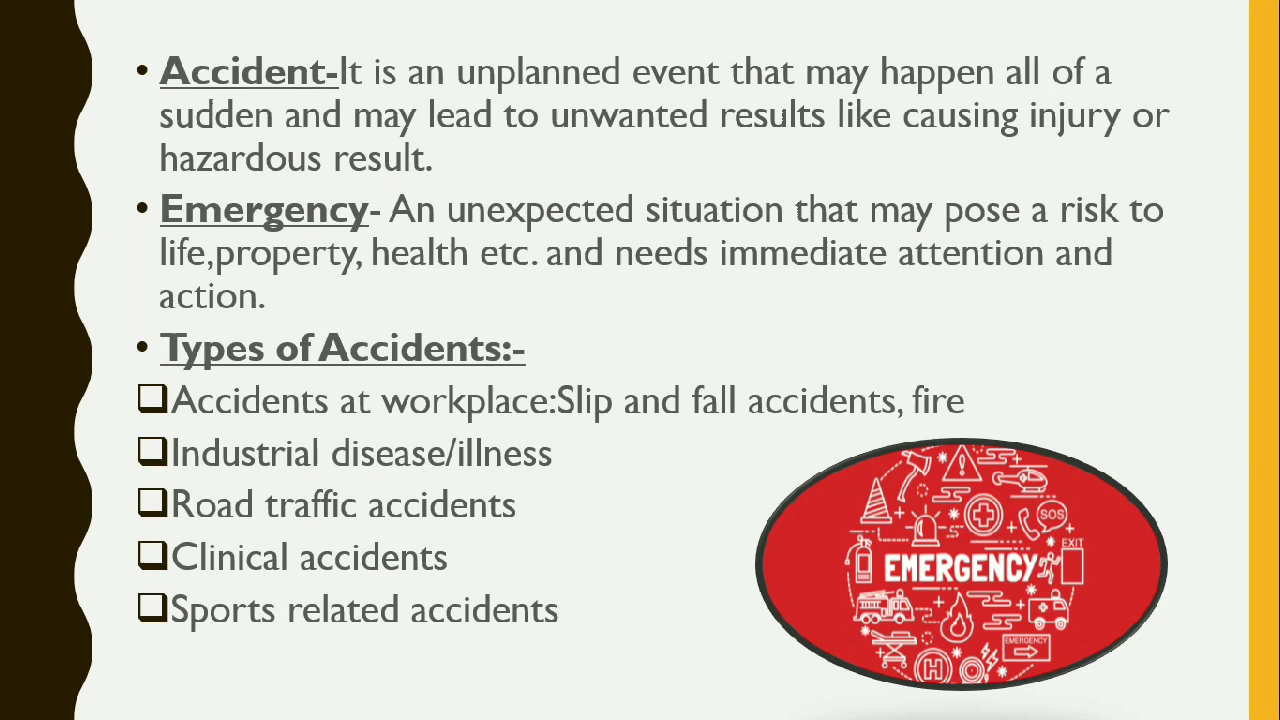 • Accident-It is an unplanned event that may happen all of a
sudden and may lead to unwanted results like causing injury or
hazardous result.
• Emergency- An unexpected situation that may pose a risk to
life,property, health etc. and needs immediate attention and
action.
• Types of Accidents:-
❑Accidents at workplace:Slip and fall accidents, fire
❑Industrial disease/illness
❑Road traffic accidents
❑Clinical accidents
❑Sports related accidents
SOS
EXIT
EMERGENCY
EMERGENCY
H